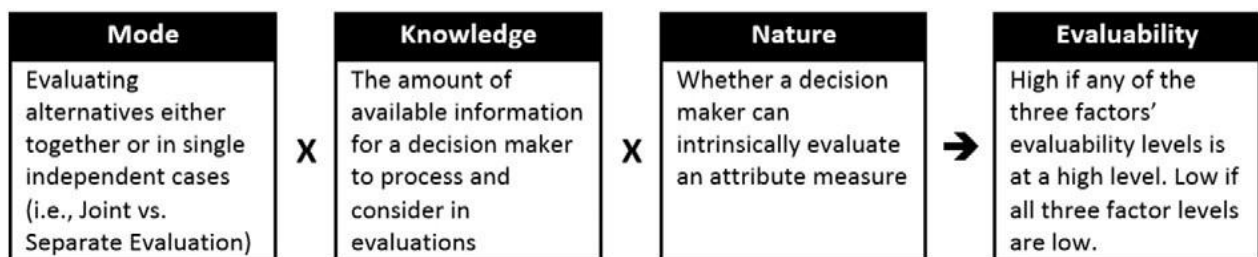 Mode
Evaluating
alternatives either
together or in single
independent cases
(i.e., Joint vs.
Separate Evaluation)
X
Knowledge
The amount of
available information
for a decision maker
to process and
consider in
evaluations
X
Nature
Whether a decision
maker can
intrinsically evaluate
an attribute measure
➔
Evaluability
High if any of the
three factors’
evaluability levels is
at a high level. Low if
all three factor levels
are low.